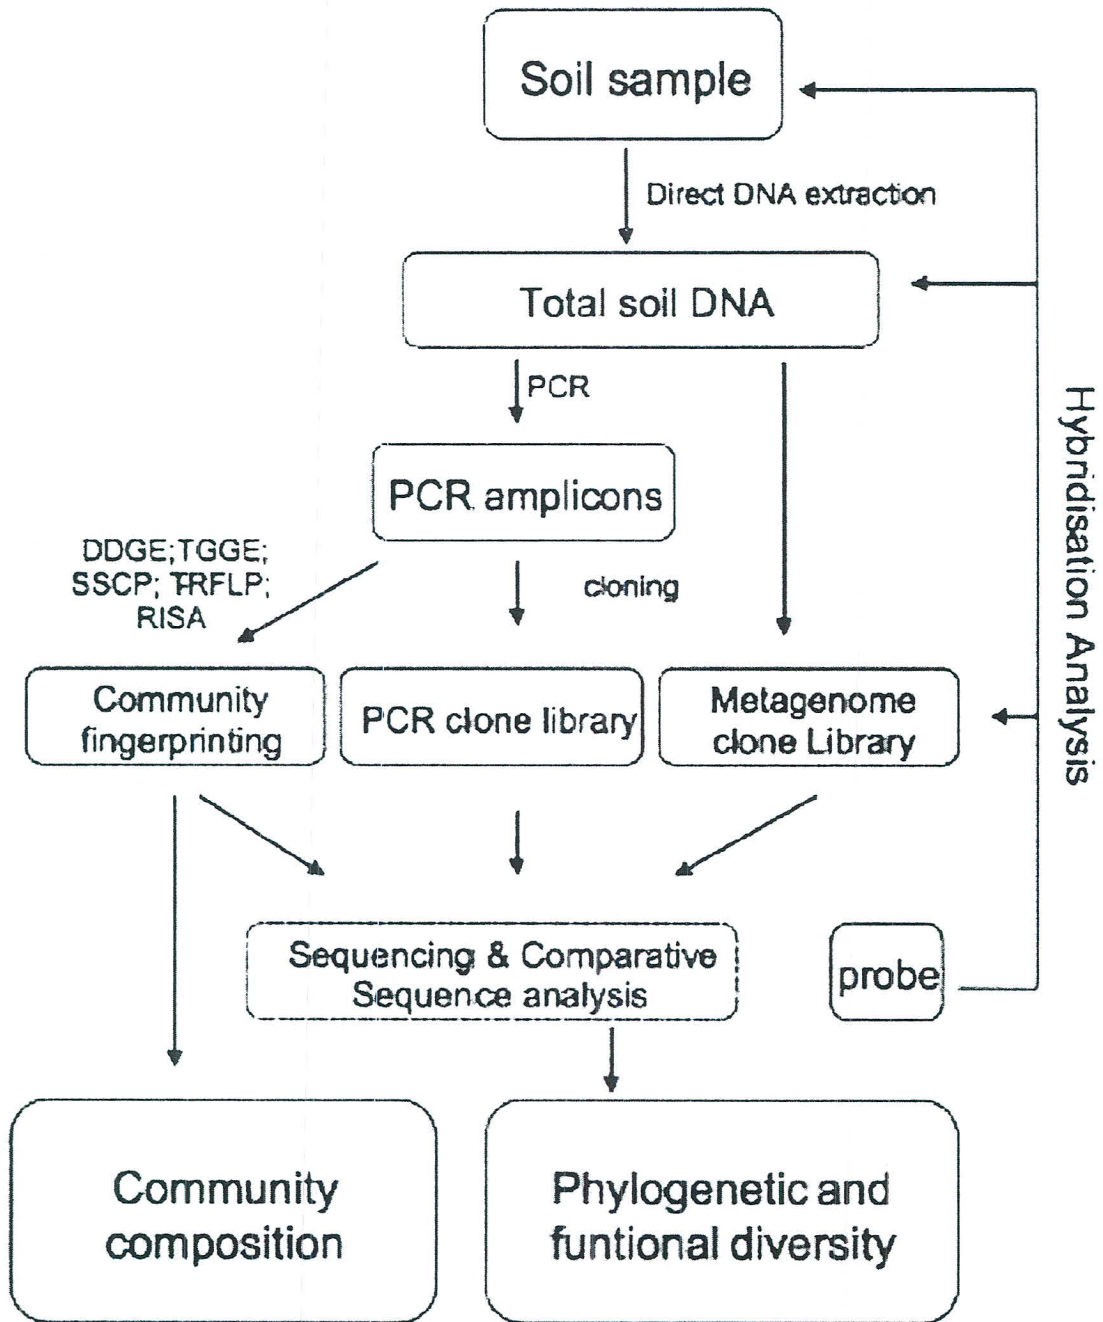 Soil sample
Direct DNA extraction
Total soil DNA
PCR
PCR amplicons
DDGE;TGGE;
SSCP; TRFLP;
RISA
cloning
Hybridisation Analysis
Community
fingerprinting
PCR clone library
Metagenome
clone Library
Sequencing & Comparative
Sequence analysis
probe
Community
composition
Phylogenetic and
funtional diversity